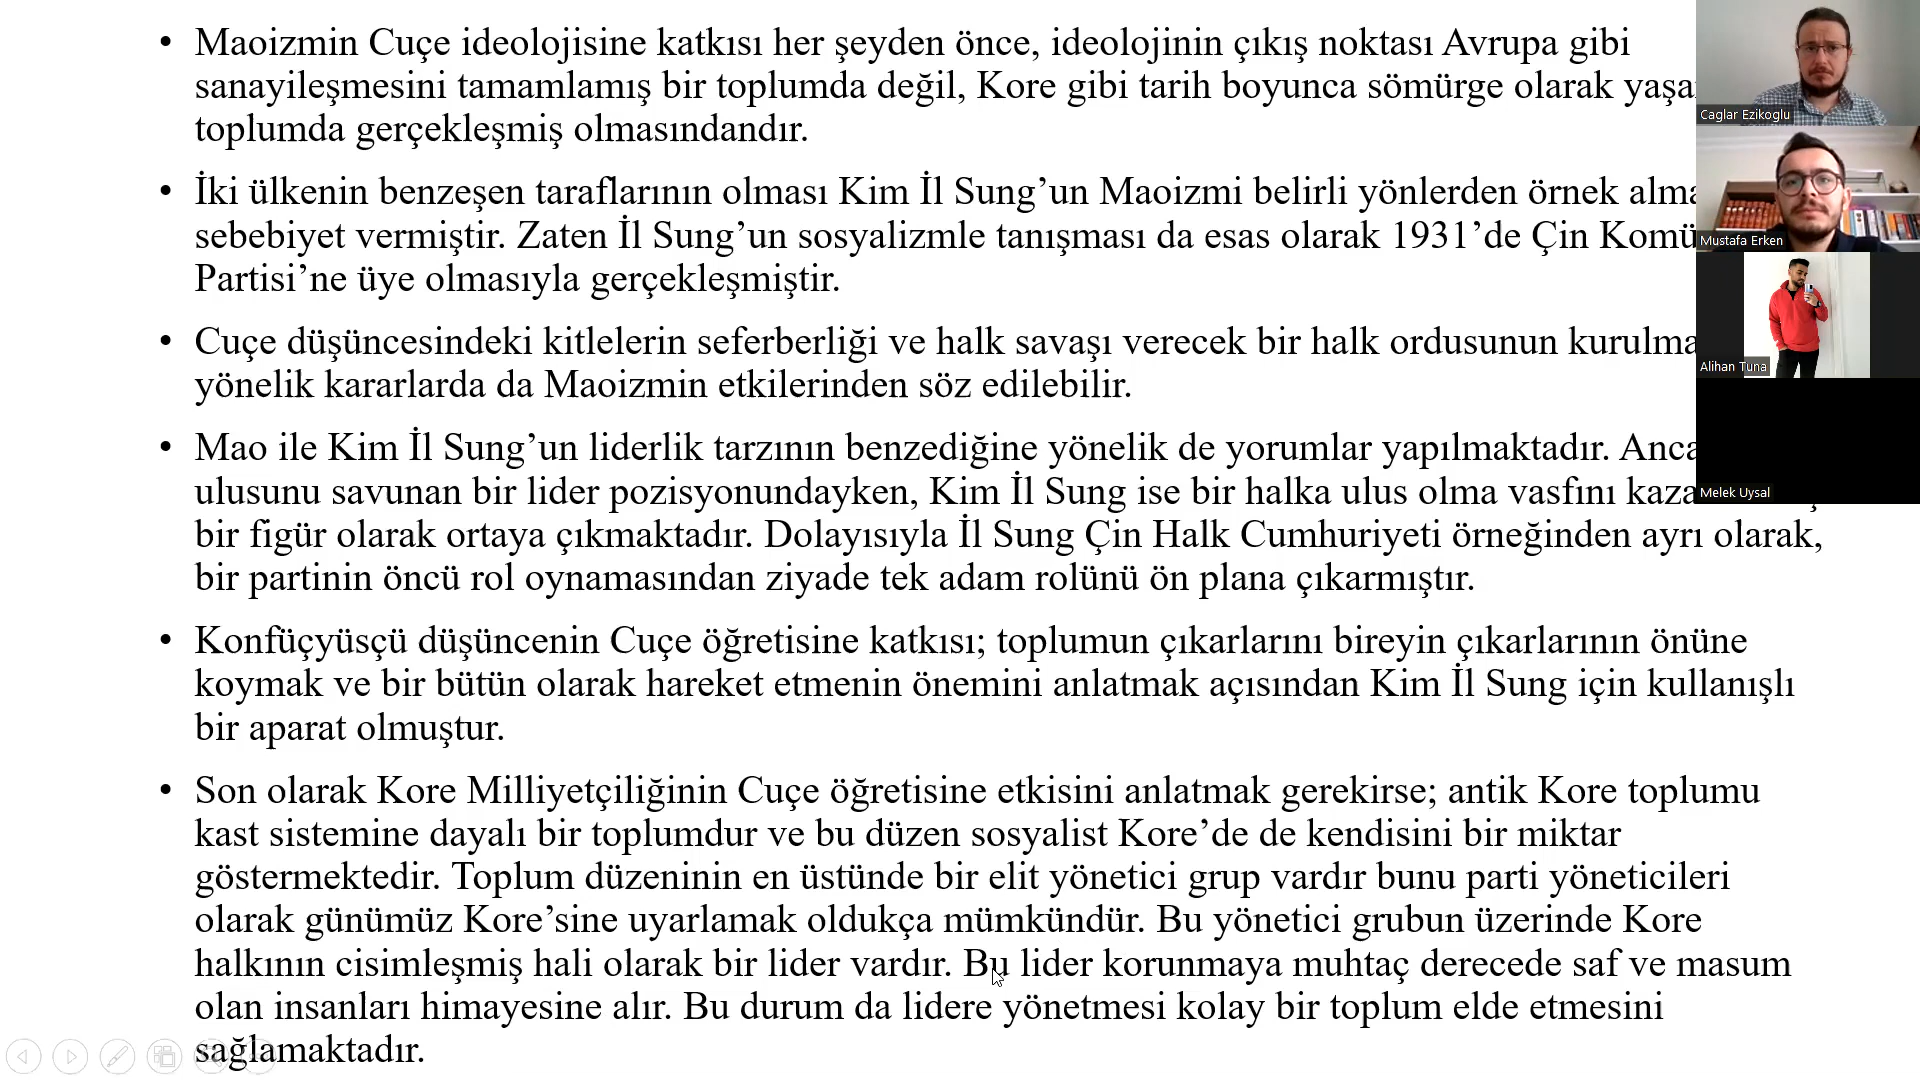 • Maoizmin Cuçe ideolojisine katkısı her şeyden önce, ideolojinin çıkış noktası Avrupa gibi
sanayileşmesini tamamlamış bir toplumda değil, Kore gibi tarih boyunca sömürge olarak
toplumda gerçekleşmiş olmasındandır.
• İki ülkenin benzeşen taraflarının olması Kim İl Sung’un Maoizmi belirli yönlerden örnek
sebebiyet vermiştir. Zaten İl Sung’un sosyalizmle tanışması da esas olarak 1931’de Çin
Partisi’ne üye olmasıyla gerçekleşmiştir.
• Cuçe düşüncesindeki kitlelerin seferberliği ve halk savaşı verecek bir halk ordusunun
yönelik kararlarda da Maoizmin etkilerinden söz edilebilir.
• Mao ile Kim İl Sung’un liderlik tarzının benzediğine yönelik de yorumlar yapılmaktadır.
ulusunu savunan bir lider pozisyonundayken, Kim İl Sung ise bir halka ulus olma vasfını
bir figür olarak ortaya çıkmaktadır. Dolayısıyla İl Sung Çin Halk Cumhuriyeti örneğinden ayrı olarak,
bir partinin öncü rol oynamasından ziyade tek adam rolünü ön plana çıkarmıştır.
• Konfüçyüsçü düşüncenin Cuçe öğretisine katkısı; toplumun çıkarlarını bireyin çıkarlarının önüne
koymak ve bir bütün olarak hareket etmenin önemini anlatmak açısından Kim İl Sung için kullanışlı
bir aparat olmuştur.
• Son olarak Kore Milliyetçiliğinin Cuçe öğretisine etkisini anlatmak gerekirse; antik Kore toplumu
kast sistemine dayalı bir toplumdur ve bu düzen sosyalist Kore’de de kendisini bir miktar
göstermektedir. Toplum düzeninin en üstünde bir elit yönetici grup vardır bunu parti yöneticileri
olarak günümüz Kore’sine uyarlamak oldukça mümkündür. Bu yönetici grubun üzerinde Kore
halkının cisimleşmiş hali olarak bir lider vardır. Bu lider korunmaya muhtaç derecede saf ve masum
olan insanları himayesine alır. Bu durum da lidere yönetmesi kolay bir toplum elde etmesini
sağlamaktadır.
Caglar Ezikoglu
Mustafa Erken
Alihan Tuna
Melek Uysal